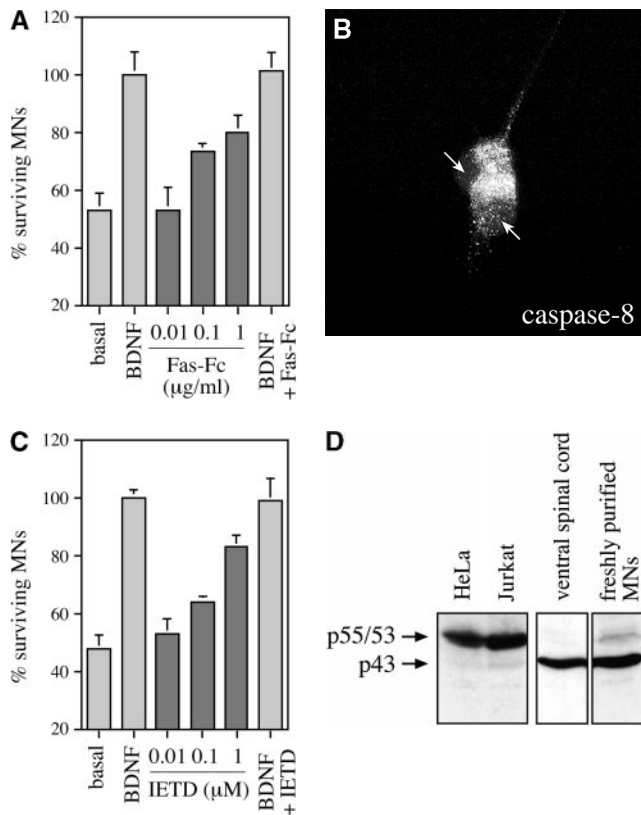 A
% surviving MNs
120
100
80
60
40
20
basal
BDNF
0.01 0.1 1
Fas-Fc
(μg/ml)
BDNF
+ Fas-Fc
B
caspase-8
C
% surviving MNs
120
100
80
60
40
20
basal
BDNF
0.01 0.1 1
IETD (μM)
BDNF
+ IETD
D
HeLa
Jurkat
ventral spinal cord
freshly purified
MNs
p55/53
p43